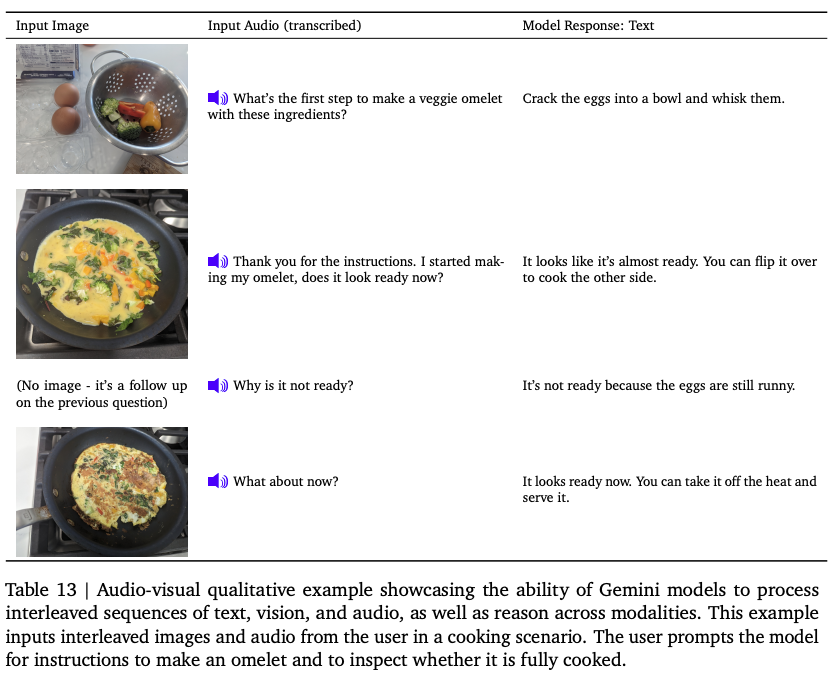 Input Image
Input Audio (transcribed)
Model Response: Text
What's the first step to make a veggie omelet
with these ingredients?
Crack the eggs into a bowl and whisk them.
Thank you for the instructions. I started mak-
ing my omelet, does it look ready now?
It looks like it's almost ready. You can flip it over
to cook the other side.
(No image - it's a follow up
on the previous question)
Why is it not ready?
It's not ready because the eggs are still runny.
What about now?
It looks ready now. You can take it off the heat and
serve it.
Table 13 | Audio-visual qualitative example showcasing the ability of Gemini models to process
interleaved sequences of text, vision, and audio, as well as reason across modalities. This example
inputs interleaved images and audio from the user in a cooking scenario. The user prompts the model
for instructions to make an omelet and to inspect whether it is fully cooked.